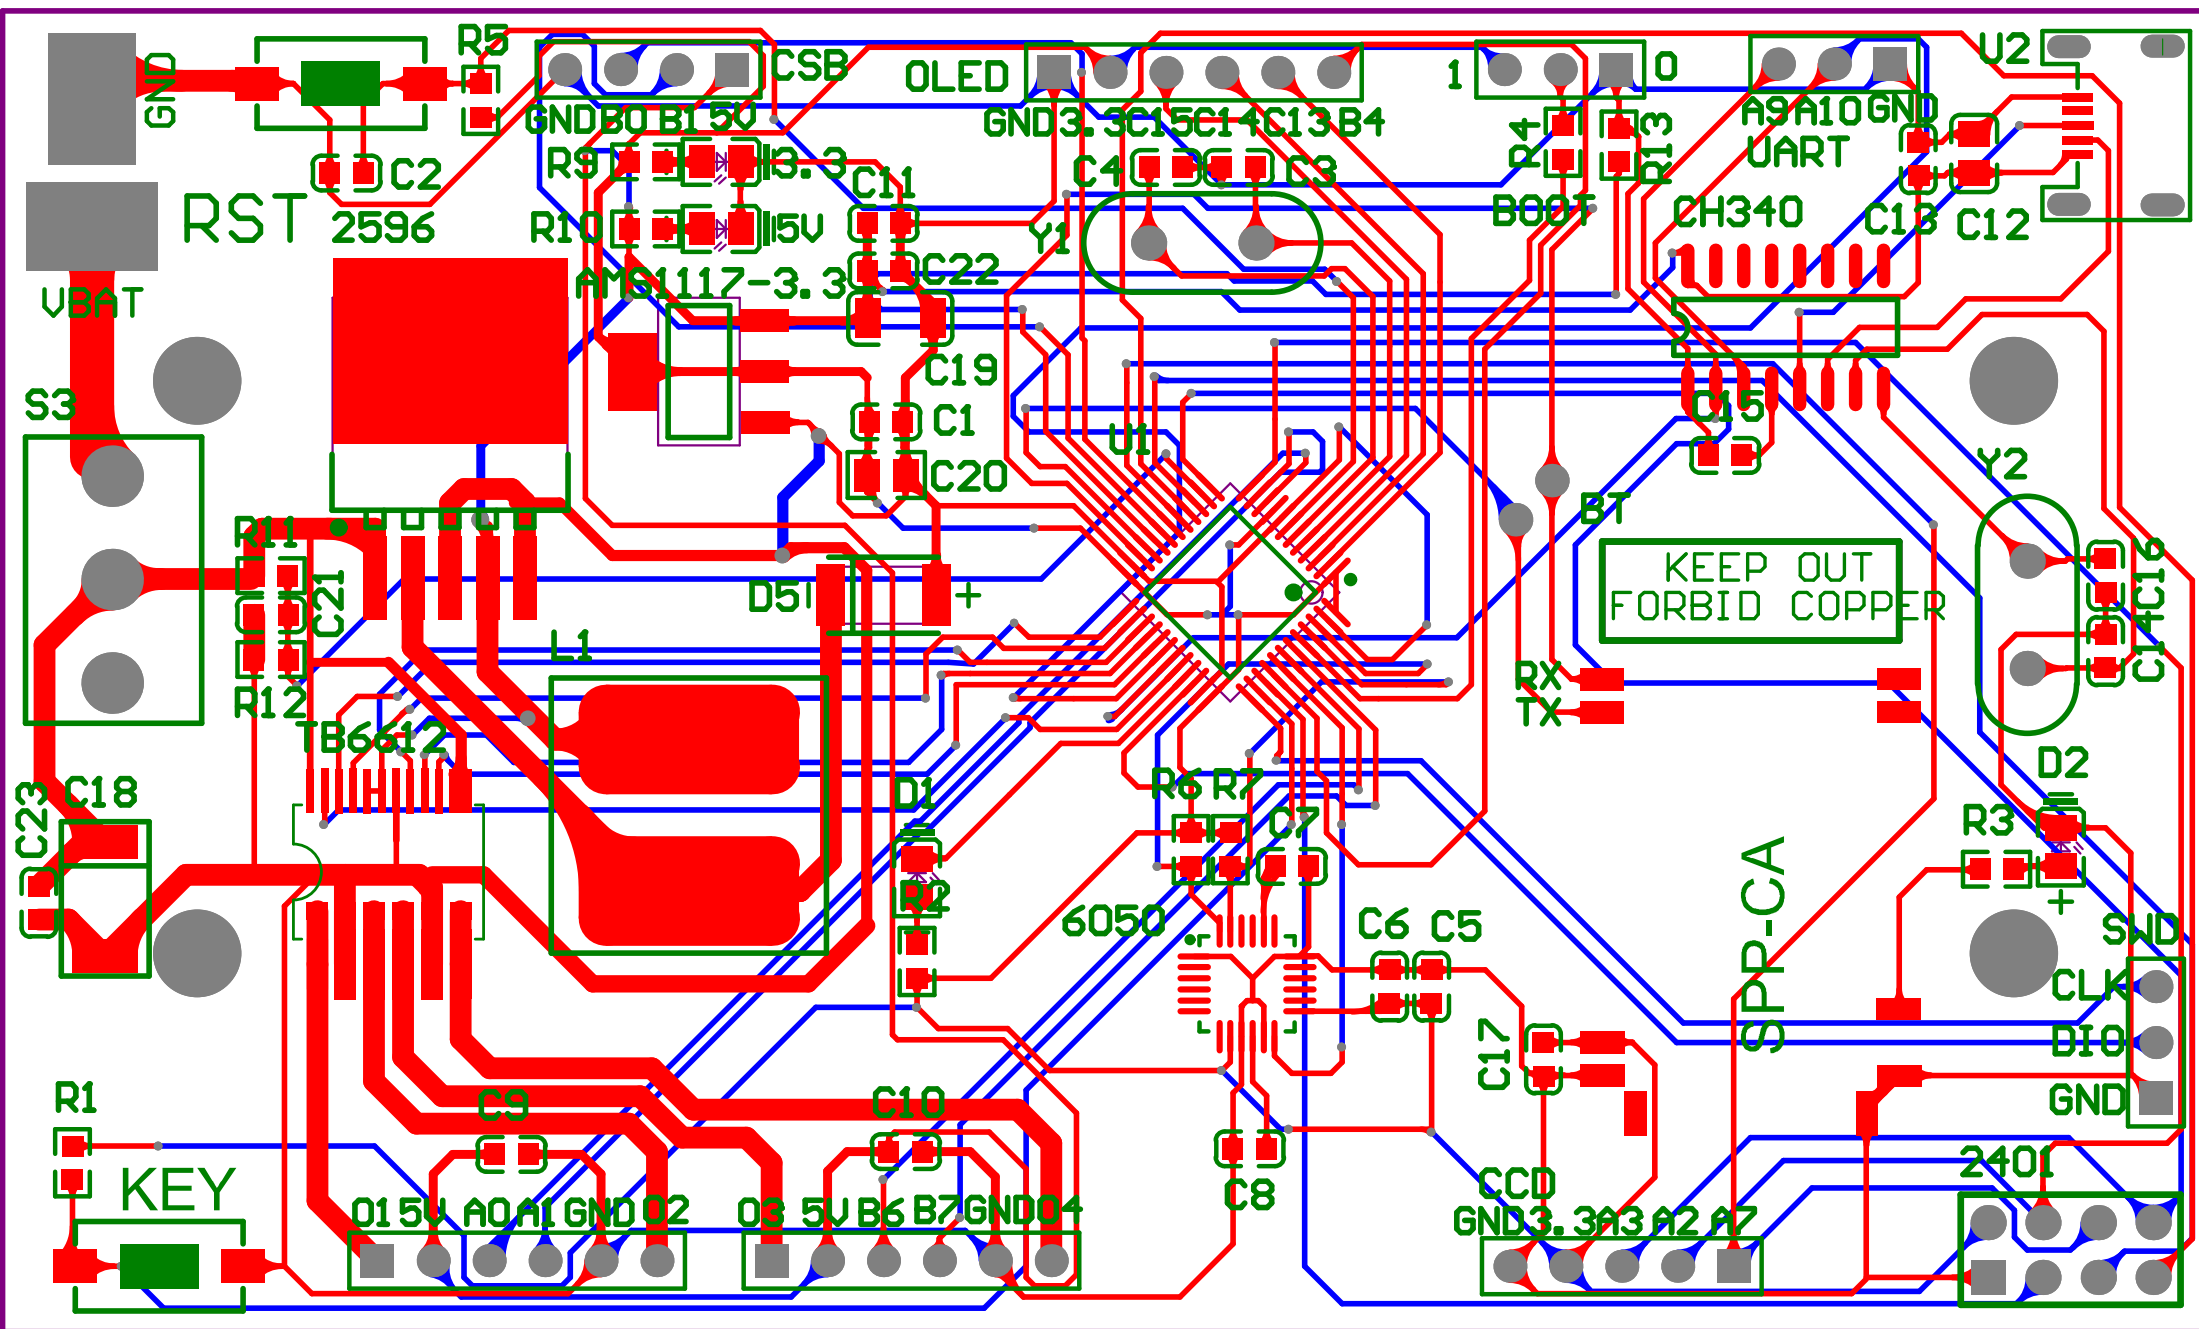 R5
CSB
OLED
1
0
U2
GND
GND B0 B1 5V
GND 3.3 C15 C14 C13 B4
A9 A10 GND
UART
R9
3.3
C11
C4
C3
R4
R13
C2
RST
2596
R10
5V
Y1
BOOT
CH340
C13
C12
VBAT
AMS1117-3.3
C22
S3
C19
C1
C15
U1
C20
Y2
BT
R11
KEEP OUT
FORBID COPPER
C16
C21
D5
+
L1
C14
R12
RX
TX
TB6612
C18
C23
D1
R6
R7
C7
D2
R3
R2
+
6050
C6
C5
SPP-CA
SWD
CLK
DIO
GND
C17
R1
C9
C10
KEY
C8
CCD
2401
O1 5V A0 A1 GND O2
O3 5V B6 B7 GND O4
GND 3.3 A3 A2 A7